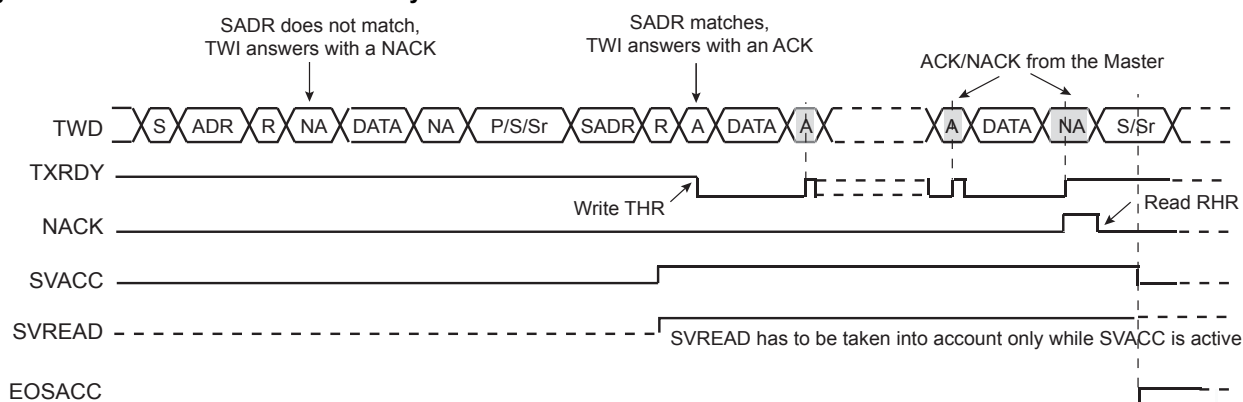 SADR does not match,
TWI answers with a NACK
SADR matches,
TWI answers with an ACK
ACK/NACK from the Master
TWD S ADR R NA DATA NA P/S/Sr SADR R A DATA A A DATA NA S/Sr
TXRDY
Write THR
Read RHR
NACK
SVACC
SVREAD
SVREAD has to be taken into account only while SVACC is active
EOSACC